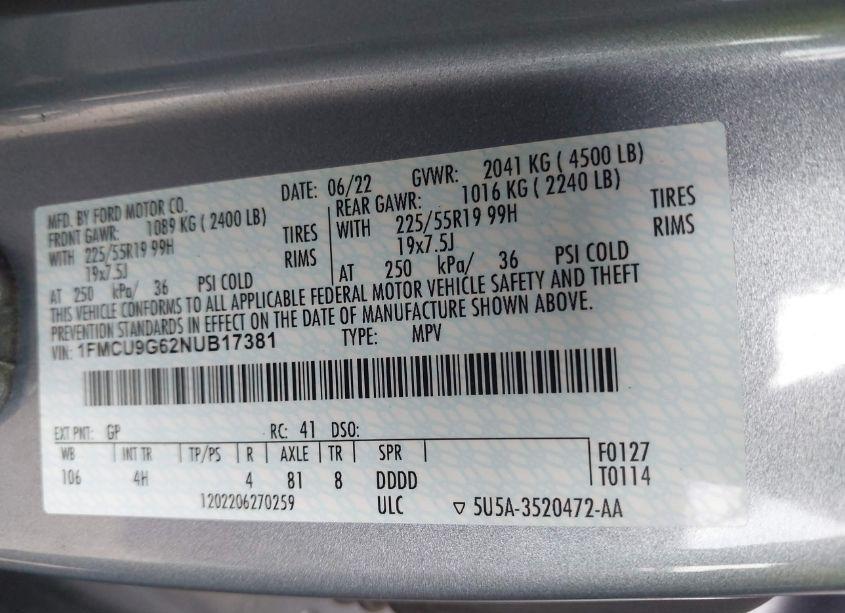 MFD. BY FORD MOTOR CO. DATE: 06/22 GVWR: 2041 KG ( 4500 LB)
FRONT GAWR: 1089 KG ( 2400 LB) REAR GAWR: 1016 KG ( 2240 LB)
WITH 225/55R19 99H TIRES WITH 225/55R19 99H TIRES
19x7.5J RIMS 19x7.5J RIMS
AT 250 kPa/ 36 PSI COLD AT 250 kPa/ 36 PSI COLD
THIS VEHICLE CONFORMS TO ALL APPLICABLE FEDERAL MOTOR VEHICLE SAFETY AND THEFT
PREVENTION STANDARDS IN EFFECT ON THE DATE OF MANUFACTURE SHOWN ABOVE.
VIN: 1FMCU9G62NUB17381 TYPE: MPV
EXT PNT: GP RC: 41 DSO:
WB INT TR TP/PS R AXLE TR SPR F0127
106 4H 4 81 8 DDDD T0114
1202206270259 ULC ▽ 5U5A-3520472-AA